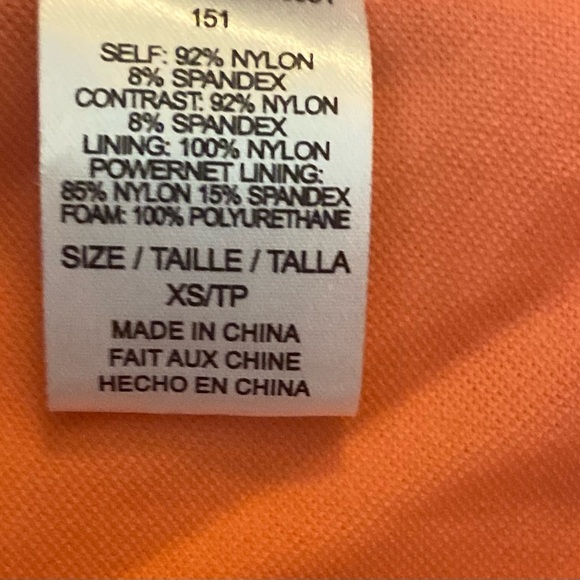 151
SELF: 92% NYLON
8% SPANDEX
CONTRAST: 92% NYLON
8% SPANDEX
LINING: 100% NYLON
POWERNET LINING:
85% NYLON 15% SPANDEX
FOAM: 100% POLYURETHANE
SIZE / TAILLE / TALLA
XS/TP
MADE IN CHINA
FAIT AUX CHINE
HECHO EN CHINA